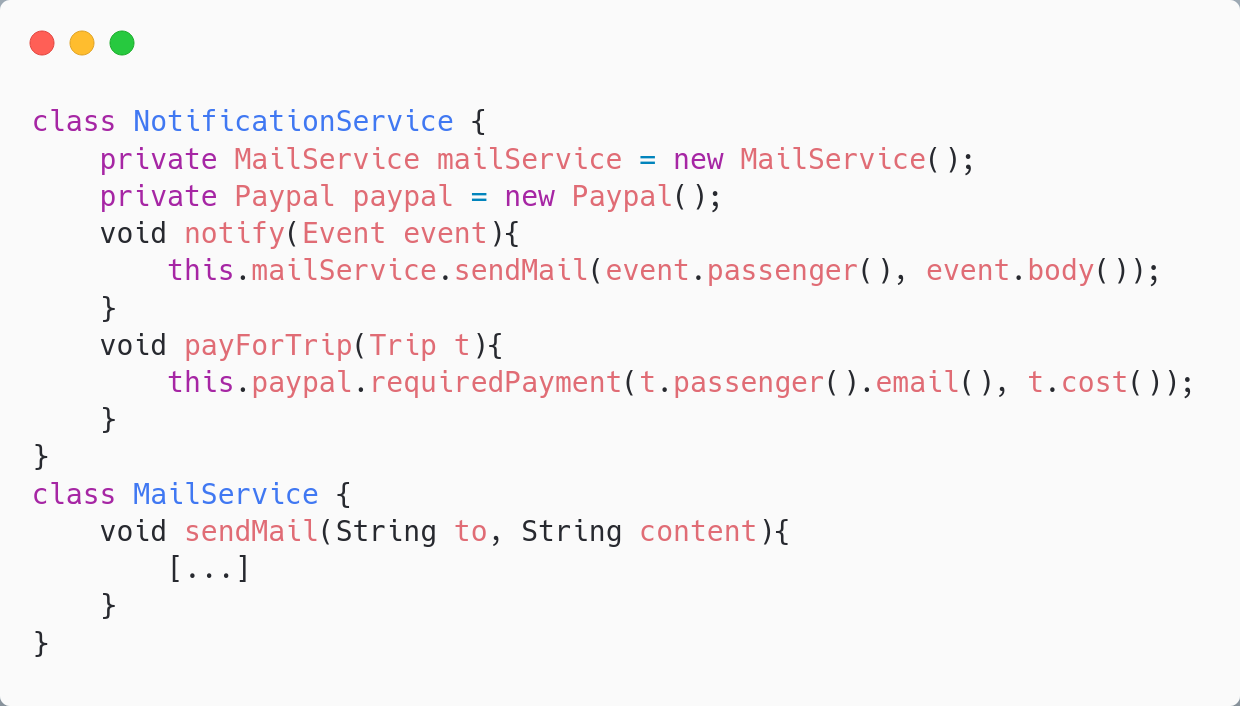 class NotificationService {
    private MailService mailService = new MailService();
    private Paypal paypal = new Paypal();
    void notify(Event event){
        this.mailService.sendMail(event.passenger(), event.body());
    }
    void payForTrip(Trip t){
        this.paypal.requiredPayment(t.passenger().email(), t.cost());
    }
}
class MailService {
    void sendMail(String to, String content){
        [...]
    }
}